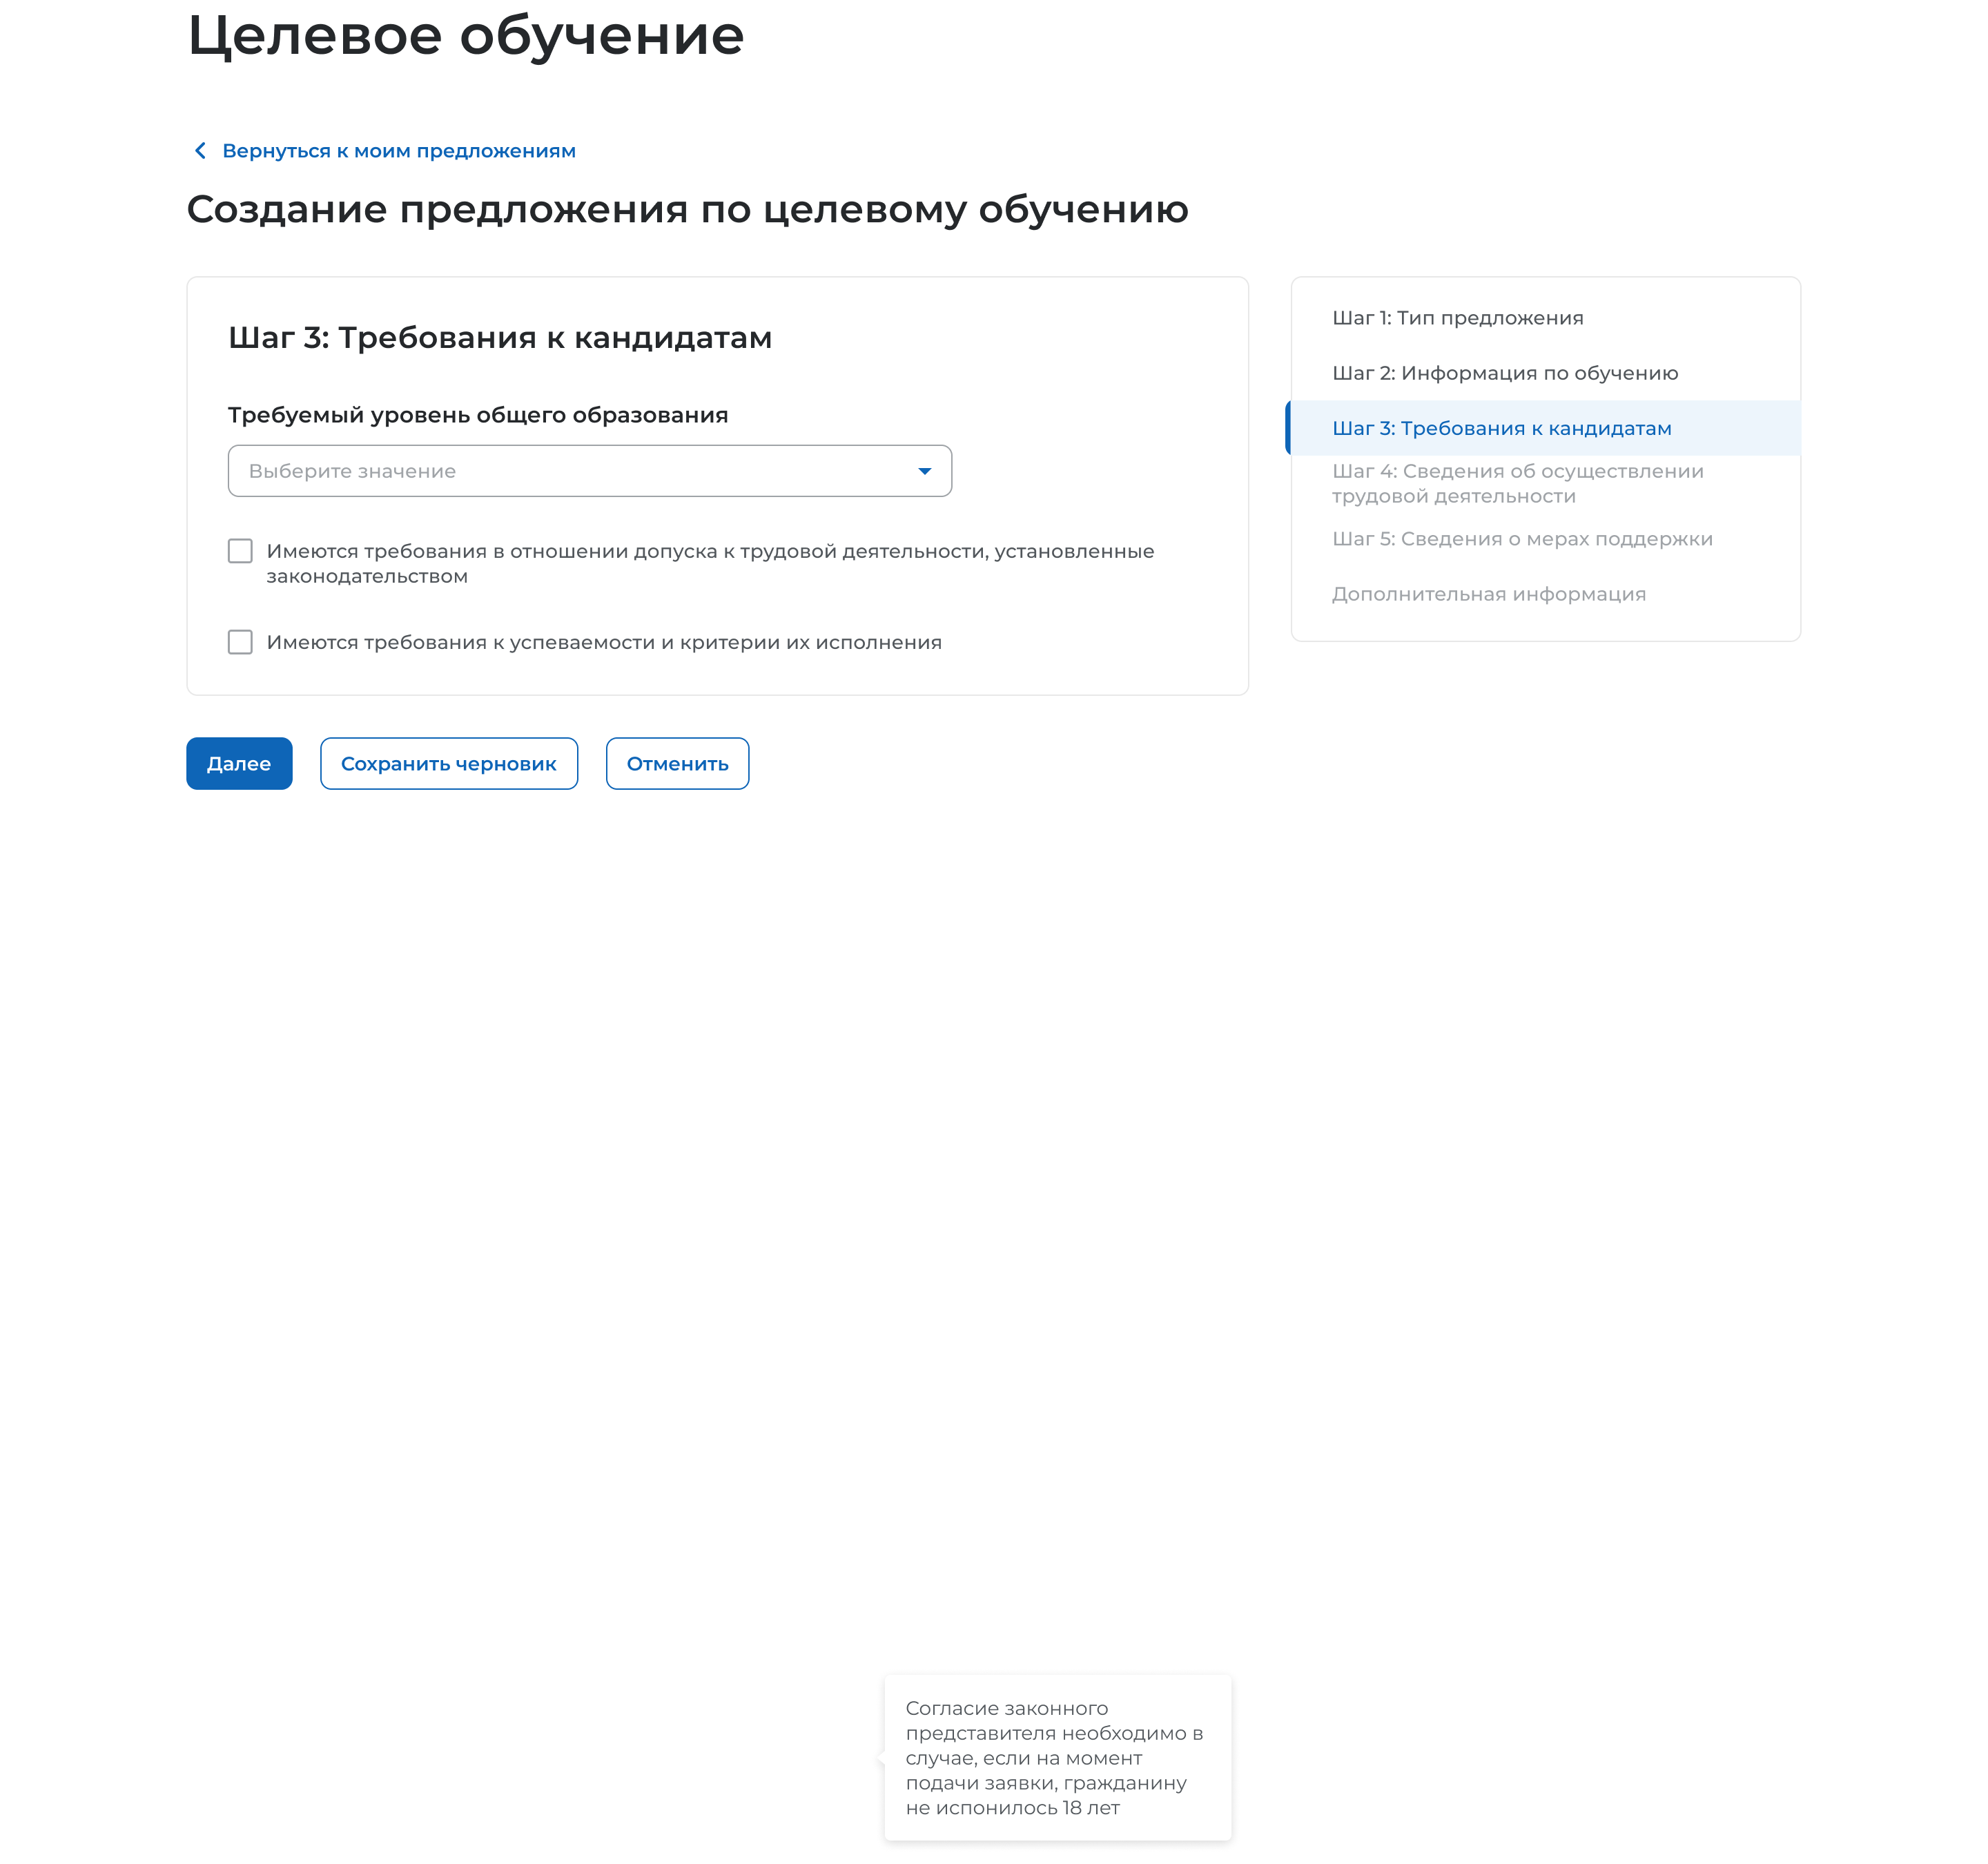 Целевое обучение
Вернуться к моим предложениям
Создание предложения по целевому обучению
Шаг 3: Требования к кандидатам
Требуемый уровень общего образования
Выберите значение
Имеются требования в отношении допуска к трудовой деятельности, установленные
законодательством
Имеются требования к успеваемости и критерии их исполнения
Далее
Сохранить черновик
Отменить
Шаг 1: Тип предложения
Шаг 2: Информация по обучению
Шаг 3: Требования к кандидатам
Шаг 4: Сведения об осуществлении
трудовой деятельности
Шаг 5: Сведения о мерах поддержки
Дополнительная информация
Согласие законного
представителя необходимо в
случае, если на момент
подачи заявки, гражданину
не испонилось 18 лет